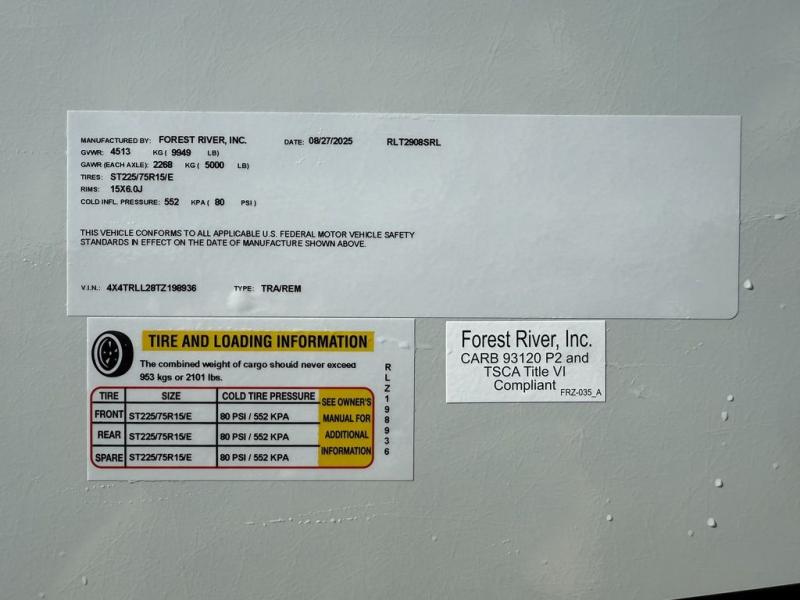 MANUFACTURED BY: FOREST RIVER, INC. DATE: 08/27/2025 RLT2908SRL
GVWR: 4513 KG ( 9949 LB)
GAWR (EACH AXLE): 2268 KG ( 5000 LB)
TIRES: ST225/75R15/E
RIMS: 15X6.0J
COLD INFL. PRESSURE: 552 KPA ( 80 PSI )
THIS VEHICLE CONFORMS TO ALL APPLICABLE U.S. FEDERAL MOTOR VEHICLE SAFETY
STANDARDS IN EFFECT ON THE DATE OF MANUFACTURE SHOWN ABOVE.
V.I.N.: 4X4TRLL28TZ198936 TYPE: TRA/REM
TIRE AND LOADING INFORMATION
The combined weight of cargo should never exceed
953 kgs or 2101 lbs.
TIRE SIZE COLD TIRE PRESSURE
FRONT ST225/75R15/E 80 PSI / 552 KPA
REAR ST225/75R15/E 80 PSI / 552 KPA
SPARE ST225/75R15/E 80 PSI / 552 KPA
SEE OWNER'S
MANUAL FOR
ADDITIONAL
INFORMATION
RLZ198936
Forest River, Inc.
CARB 93120 P2 and
TSCA Title VI
Compliant
FRZ-035_A